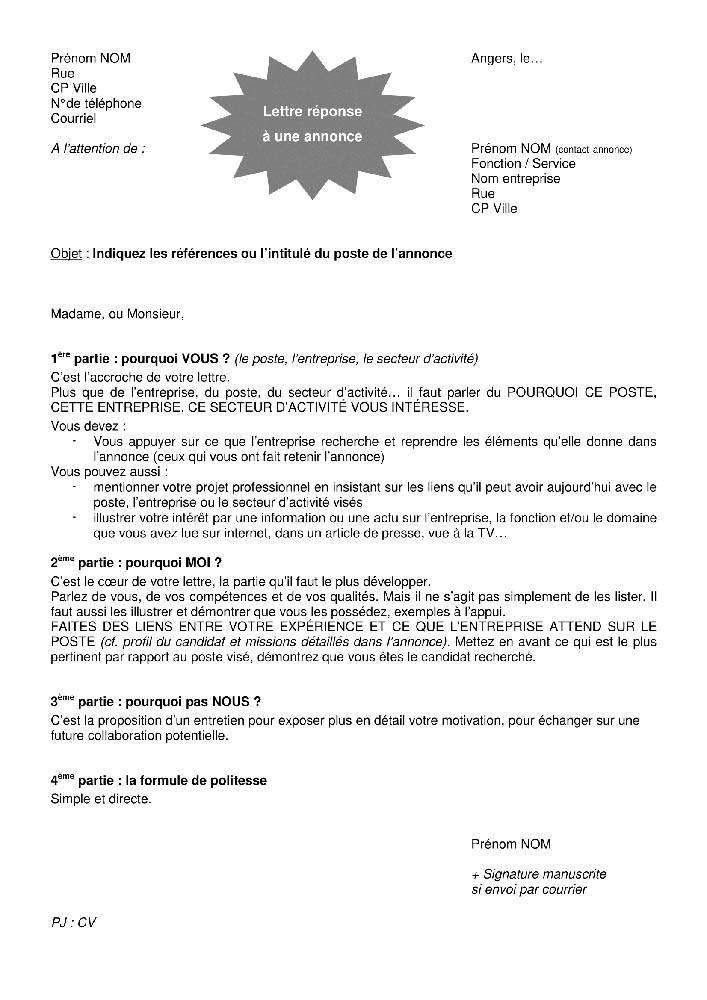 Prénom NOM
Rue
CP Ville
N°de téléphone
Courriel
A l'attention de :
Lettre réponse
à une annonce
Angers, le…
Prénom NOM (contact annonce)
Fonction / Service
Nom entreprise
Rue
CP Ville
Objet : Indiquez les références ou l'intitulé du poste de l'annonce
Madame, ou Monsieur,
1ère partie : pourquoi VOUS ? (le poste, l'entreprise, le secteur d'activité)
C'est l'accroche de votre lettre.
Plus que de l'entreprise, du poste, du secteur d'activité… il faut parler du POURQUOI CE POSTE,
CETTE ENTREPRISE, CE SECTEUR D'ACTIVITÉ VOUS INTÉRESSE.
Vous devez :
- Vous appuyer sur ce que l'entreprise recherche et reprendre les éléments qu'elle donne dans
l'annonce (ceux qui vous ont fait retenir l'annonce)
Vous pouvez aussi :
- mentionner votre projet professionnel en insistant sur les liens qu'il peut avoir aujourd'hui avec le
poste, l'entreprise ou le secteur d'activité visés
- illustrer votre intérêt par une information ou une actu sur l'entreprise, la fonction et/ou le domaine
que vous avez lue sur internet, dans un article de presse, vue à la TV…
2ème partie : pourquoi MOI ?
C'est le cœur de votre lettre, la partie qu'il faut le plus développer.
Parlez de vous, de vos compétences et de vos qualités. Mais il ne s'agit pas simplement de les lister. Il
faut aussi les illustrer et démontrer que vous les possédez, exemples à l'appui.
FAITES DES LIENS ENTRE VOTRE EXPÉRIENCE ET CE QUE L'ENTREPRISE ATTEND SUR LE
POSTE (cf. profil du candidat et missions détaillés dans l'annonce). Mettez en avant ce qui est le plus
pertinent par rapport au poste visé, démontrez que vous êtes le candidat recherché.
3ème partie : pourquoi pas NOUS ?
C'est la proposition d'un entretien pour exposer plus en détail votre motivation, pour échanger sur une
future collaboration potentielle.
4ème partie : la formule de politesse
Simple et directe.
Prénom NOM
+ Signature manuscrite
si envoi par courrier
PJ : CV